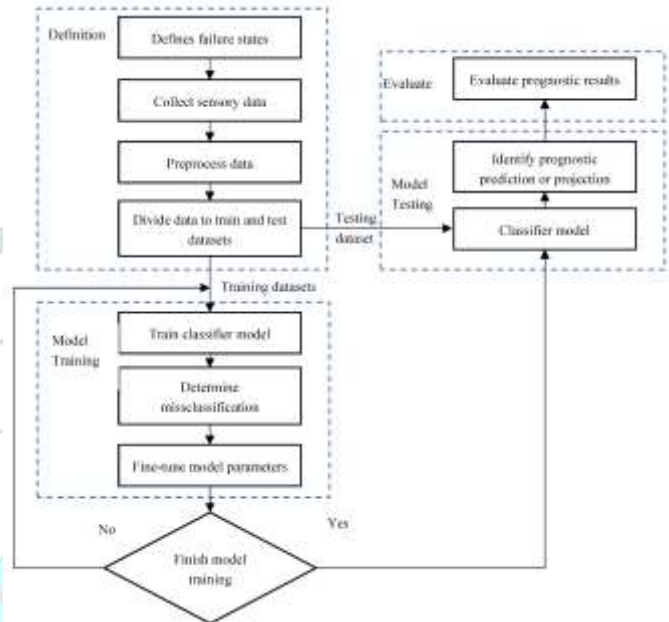 Definition
Defines failure states
Collect sensory data
Preprocess data
Divide data to train and test
datasets
Testing
dataset
Training datasets
Model
Training
Train classifier model
Determine
missclassification
Fine-tune model parameters
No
Yes
Finish model
training
Evaluate
Evaluate prognostic results
Model
Testing
Identify prognostic
prediction or projection
Classifier model